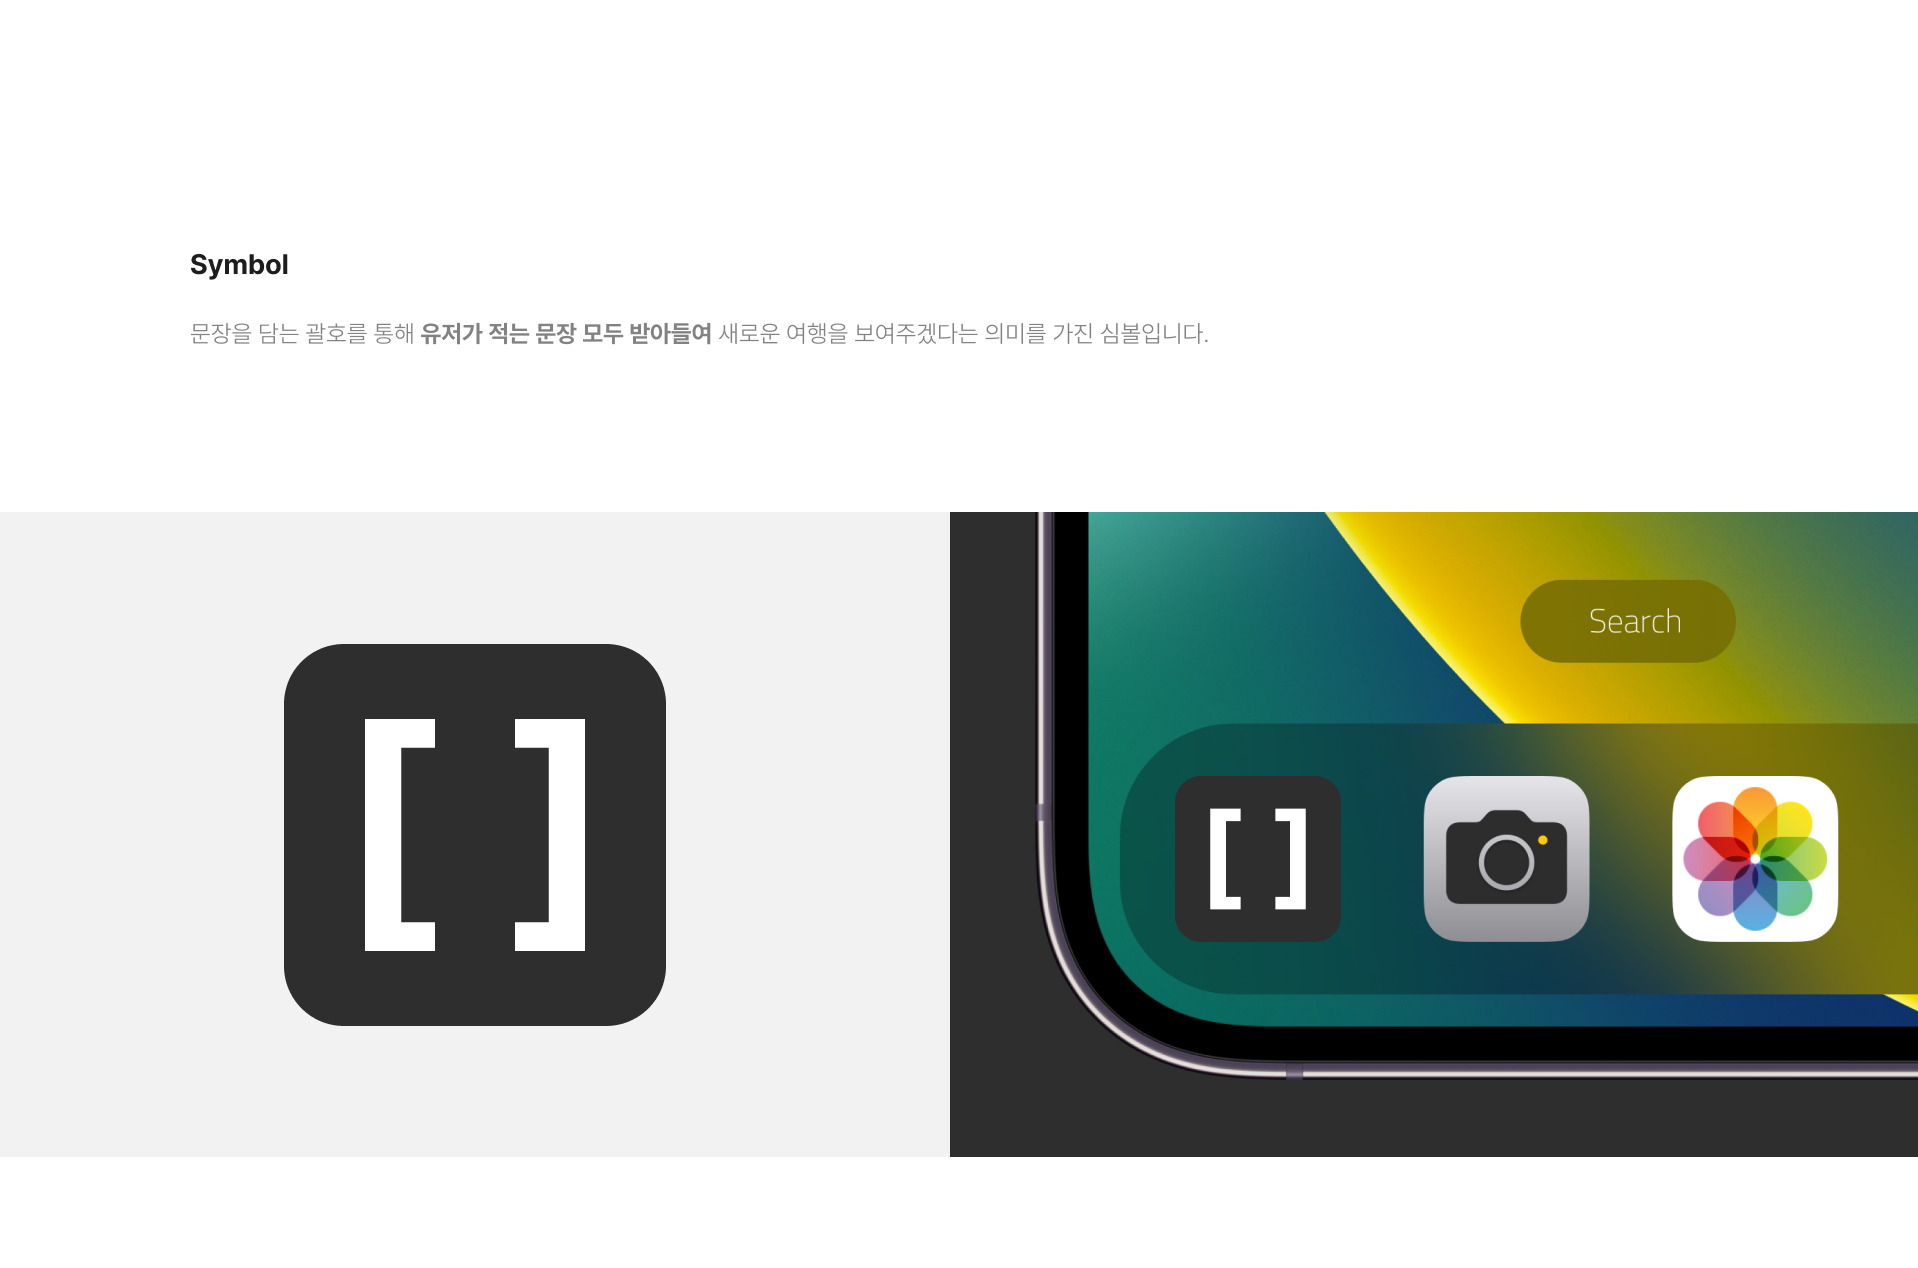 Symbol
문장을 담는 괄호를 통해 유저가 적는 문장 모두 받아들여 새로운 여행을 보여주겠다는 의미를 가진 심볼입니다.
[ ]
Search
[ ]